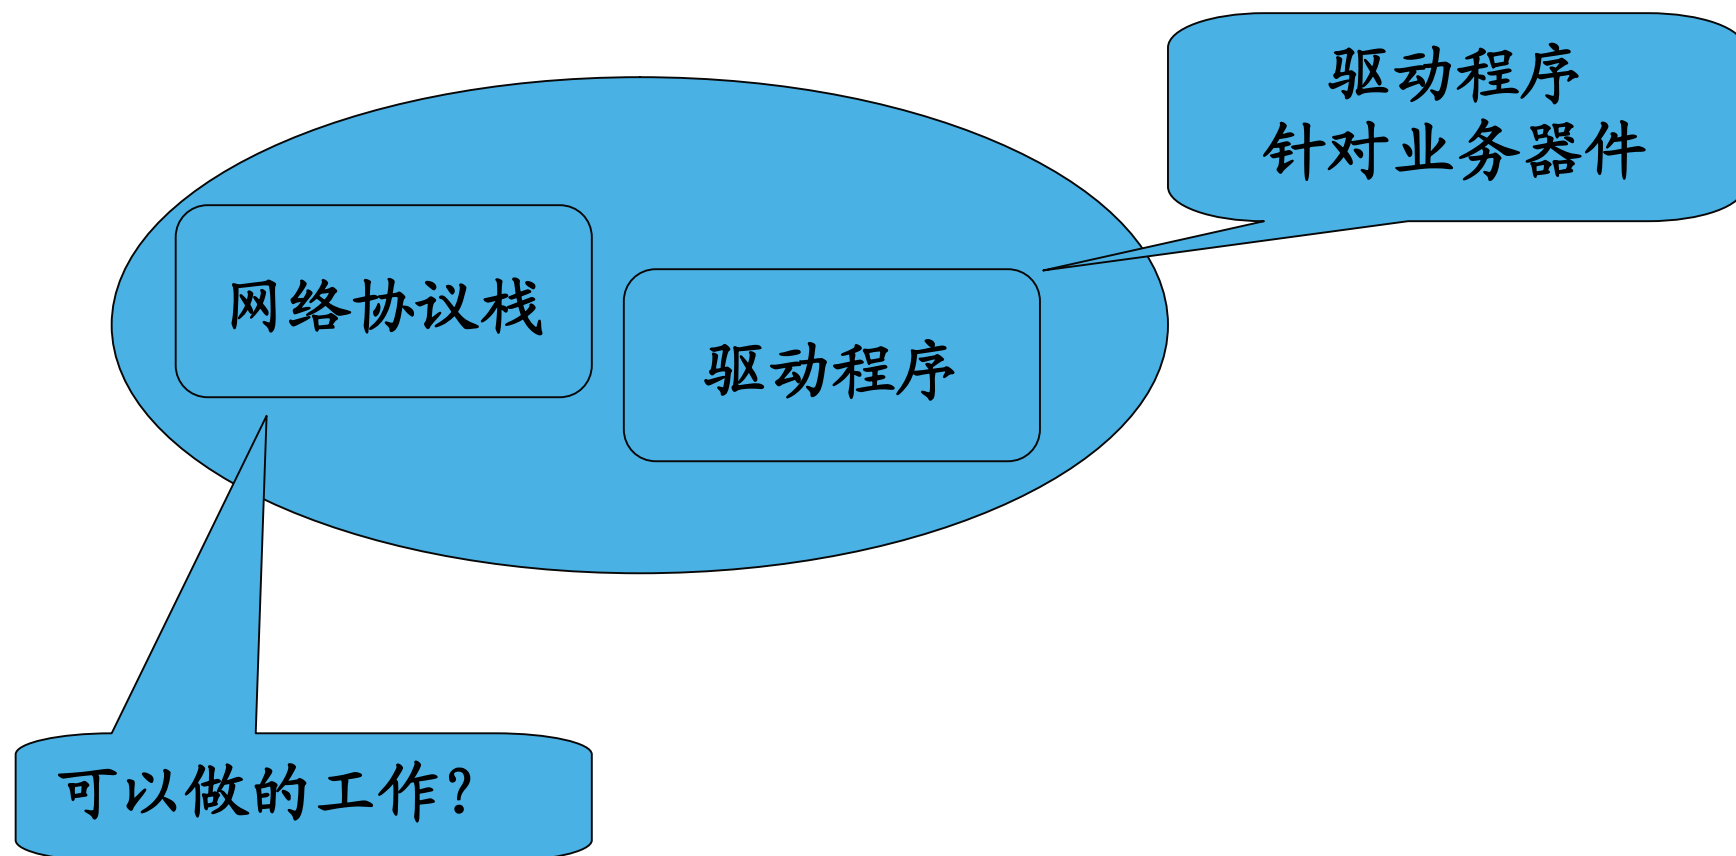 驱动程序
针对业务器件
网络协议栈
驱动程序
可以做的工作?